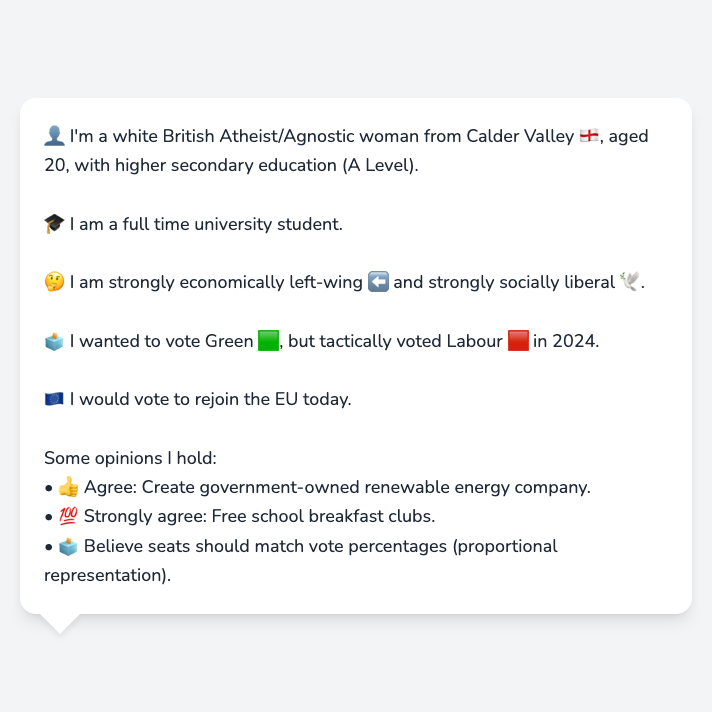 👤 I'm a white British Atheist/Agnostic woman from Calder Valley 🏴󠁧󠁢󠁥󠁮󠁧󠁿, aged
20, with higher secondary education (A Level).
🎓 I am a full time university student.
🤔 I am strongly economically left-wing ⬅️ and strongly socially liberal 🕊️.
🗳️ I wanted to vote Green 🟩, but tactically voted Labour 🟥 in 2024.
🇪🇺 I would vote to rejoin the EU today.
Some opinions I hold:
• 👍 Agree: Create government-owned renewable energy company.
• 💯 Strongly agree: Free school breakfast clubs.
• 🗳️ Believe seats should match vote percentages (proportional
representation).